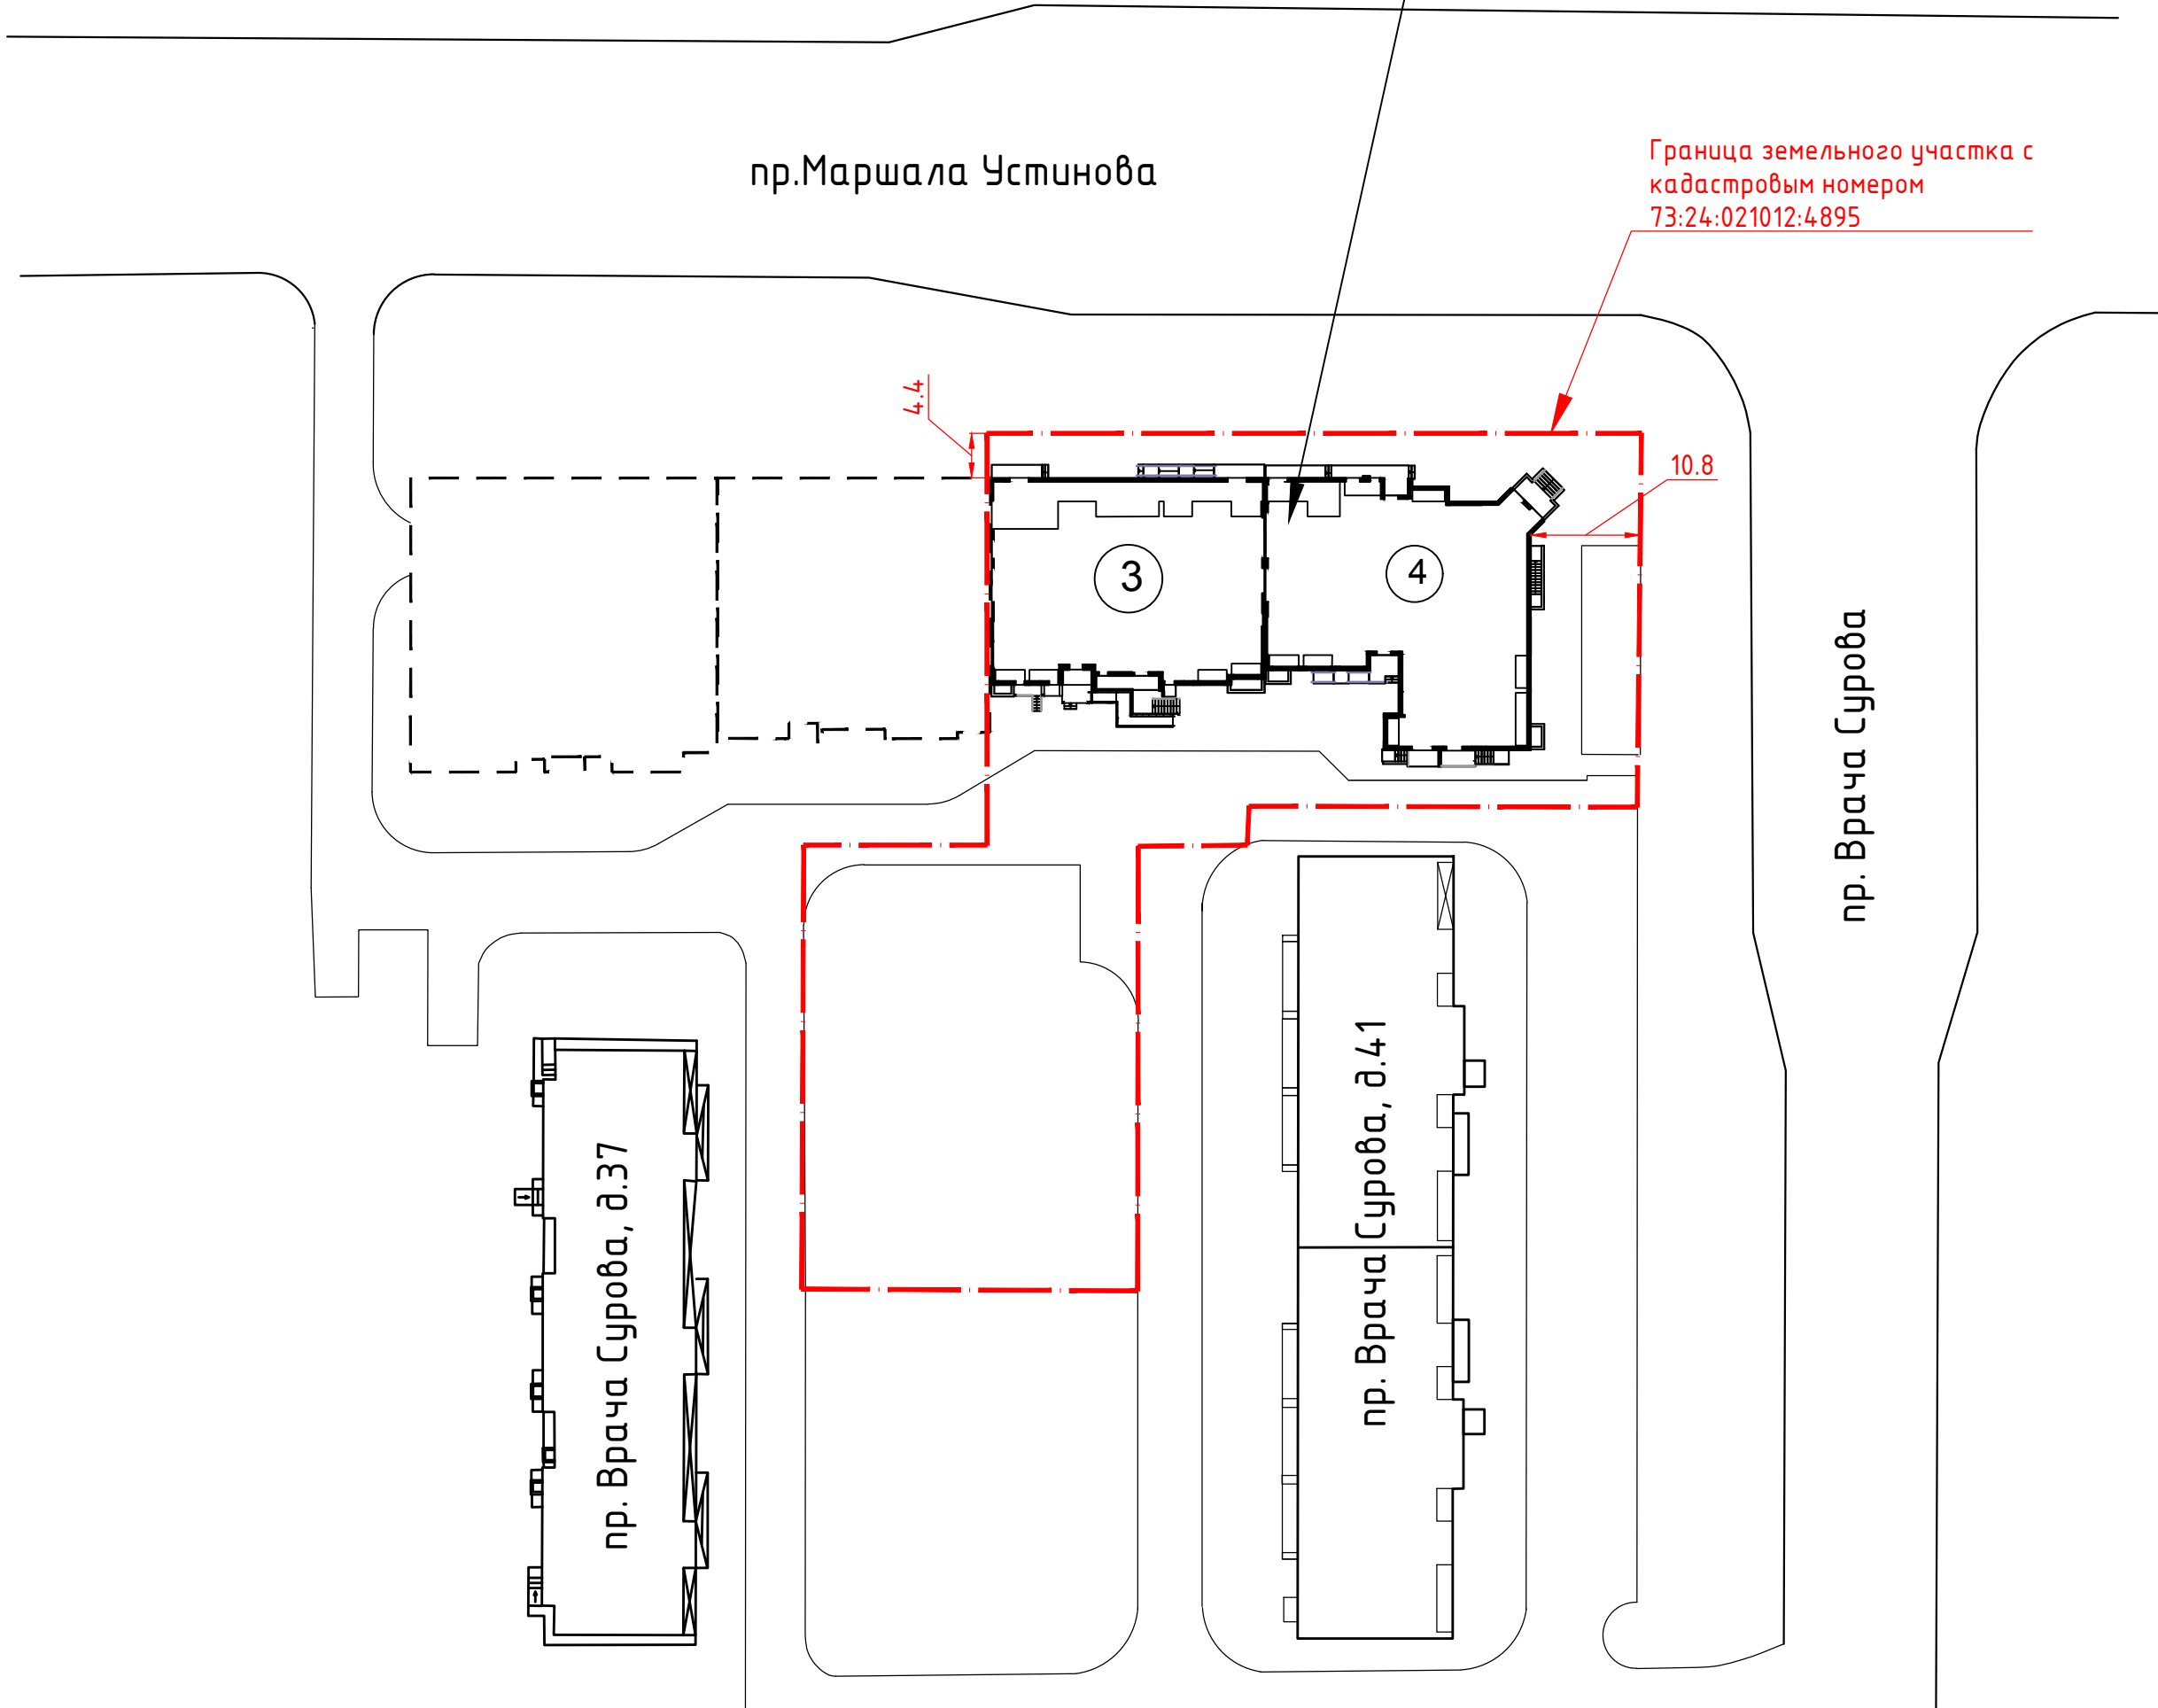 пр.Маршала Устинова
Граница земельного участка с
кадастровым номером
73:24:021012:4895
4.4
10.8
3
4
пр. Врача Сурова
пр. Врача Сурова, д.41
пр. Врача Сурова, д.37